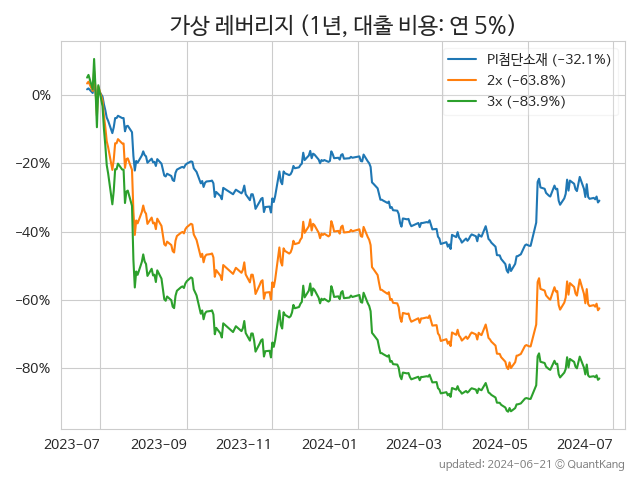 가상 레버리지 (1년, 대출 비용: 연 5%)
PI첨단소재 (−32.1%)
2x (−63.8%)
3x (−83.9%)
0%
−20%
−40%
−60%
−80%
2023-07 2023-09 2023-11 2024-01 2024-03 2024-05 2024-07
updated: 2024-06-21 © QuantKang